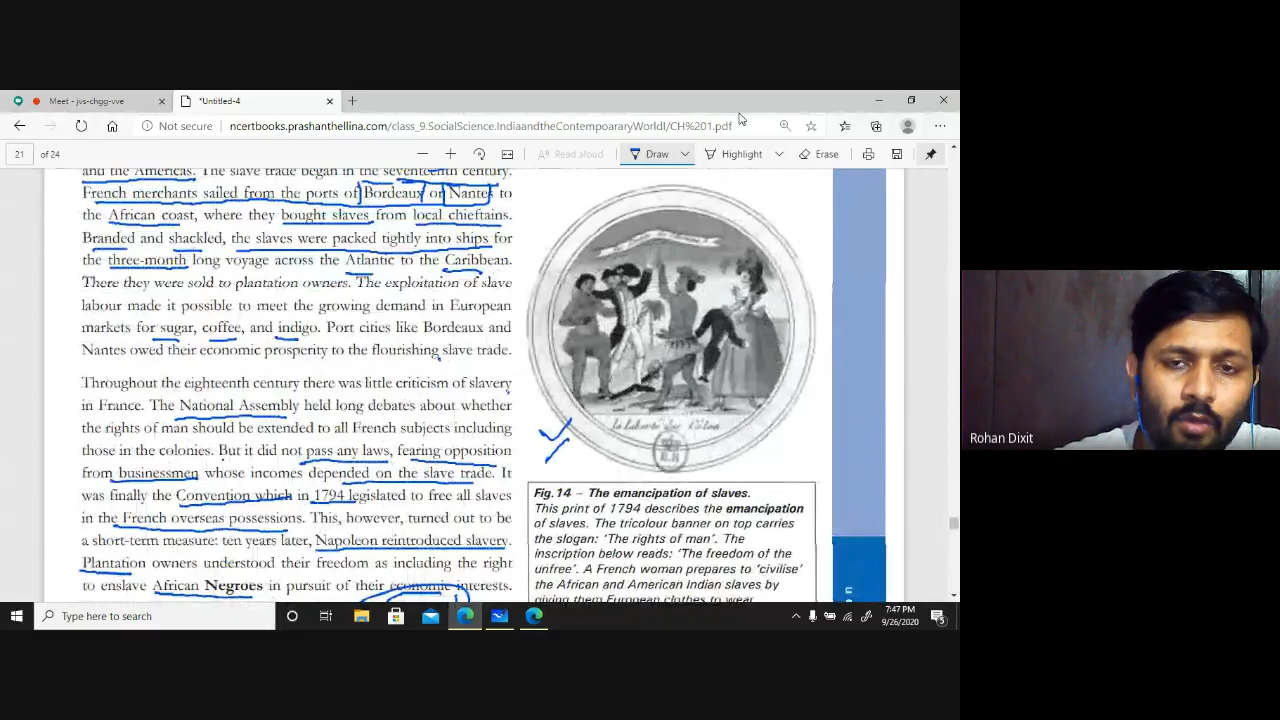 Meet - jvs-chgg-vve
*Untitled-4
Not secure
ncertbooks.prashanthellina.com/class_9.SocialScience.IndiaandtheContempoararyWorldI/CH%201.pdf
21 of 24
Read aloud
Draw
Highlight
Erase
and the Americas. The slave trade began in the seventeenth century.
French merchants sailed from the ports of Bordeaux or Nantes to
the African coast, where they bought slaves from local chieftains.
Branded and shackled, the slaves were packed tightly into ships for
the three-month long voyage across the Atlantic to the Caribbean.
There they were sold to plantation owners. The exploitation of slave
labour made it possible to meet the growing demand in European
markets for sugar, coffee, and indigo. Port cities like Bordeaux and
Nantes owed their economic prosperity to the flourishing slave trade.
Throughout the eighteenth century there was little criticism of slavery
in France. The National Assembly held long debates about whether
the rights of man should be extended to all French subjects including
those in the colonies. But it did not pass any laws, fearing opposition
from businessmen whose incomes depended on the slave trade. It
was finally the Convention which in 1794 legislated to free all slaves
in the French overseas possessions. This, however, turned out to be
a short-term measure: ten years later, Napoleon reintroduced slavery.
Plantation owners understood their freedom as including the right
to enslave African Negroes in pursuit of their economic interests.
Fig.14 – The emancipation of slaves.
This print of 1794 describes the emancipation
of slaves. The tricolour banner on top carries
the slogan: ‘The rights of man’. The
inscription below reads: ‘The freedom of the
unfree’. A French woman prepares to ‘civilise’
the African and American Indian slaves by
giving them European clothes to wear.
Rohan Dixit
Type here to search
7:47 PM
9/26/2020
5